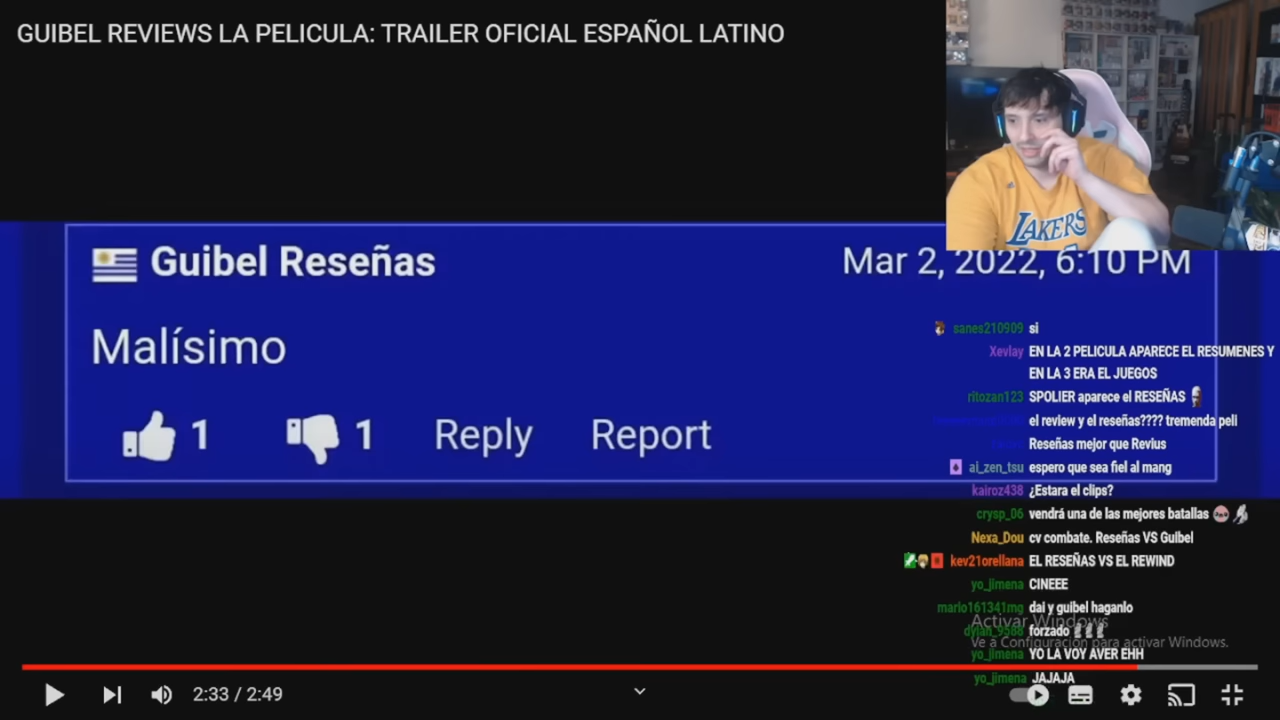 GUIBEL REVIEWS LA PELICULA: TRAILER OFICIAL ESPAÑOL LATINO
LAKERS
Guibel Reseñas
Mar 2, 2022, 6:10 PM
Malísimo
1
1
Reply
Report
sanes210909 si
Xevlay EN LA 2 PELICULA APARECE EL RESUMENES Y
EN LA 3 ERA EL JUEGOS
ritozan123 SPOLIER aparece el RESEÑAS
el review y el reseñas???? tremenda peli
Reseñas mejor que Revius
ai_zen_tsu espero que sea fiel al mang
kairoz438 ¿Estara el clips?
crysp_06 vendrá una de las mejores batallas
Nexa_Dou cv combate. Reseñas VS Guibel
kev21orellana EL RESEÑAS VS EL REWIND
yo_jimena CINEEE
mario161341mg dai y guibel haganlo
Activar Windows
dylan_9588 forzado
Ve a Configuración para activar Windows.
yo_jimena YO LA VOY AVER EHH
yo_jimena JAJAJA
2:33 / 2:49